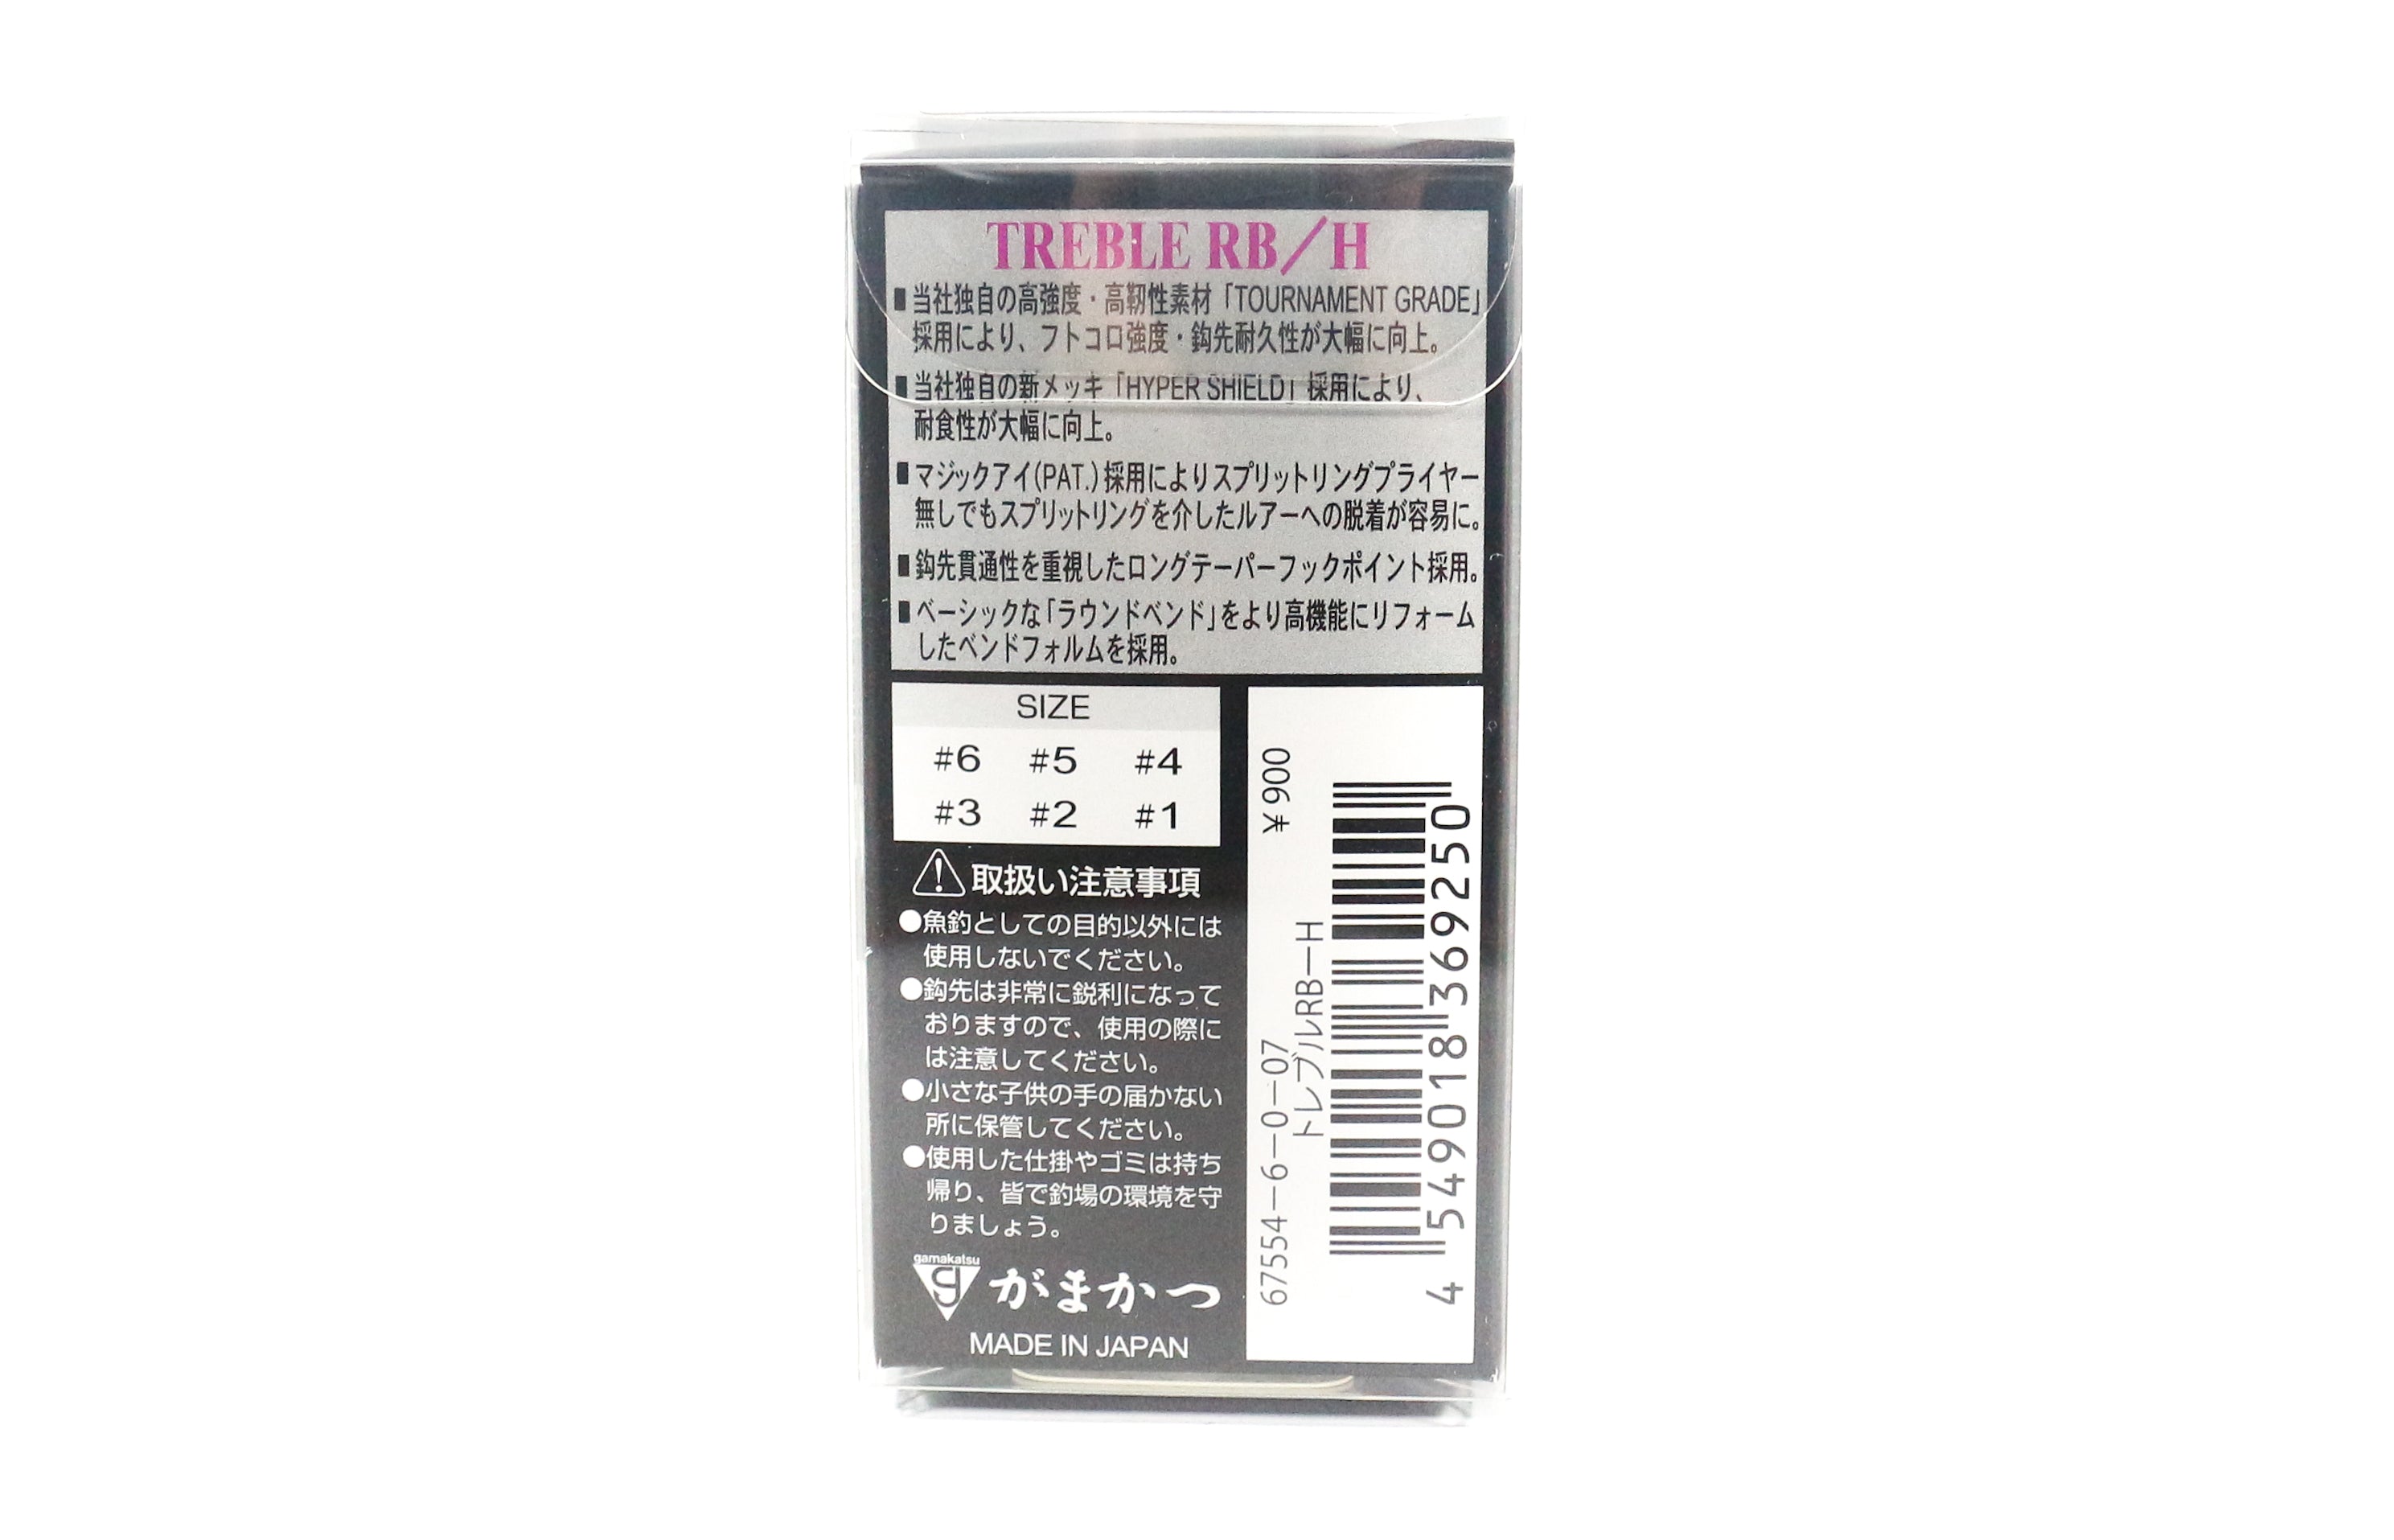 TREBLE RB/H
■当社独自の高強度・高靭性素材「TOURNAMENT GRADE」
採用により、フトコロ強度・鈎先耐久性が大幅に向上。
■当社独自の新メッキ「HYPER SHIELD」採用により、
耐食性が大幅に向上。
■マジックアイ(PAT.)採用によりスプリットリングプライヤー
無しでもスプリットリングを介したルアーへの脱着が容易に。
■鈎先貫通性を重視したロングテーパーフックポイント採用。
■ベーシックな「ラウンドベンド」をより高機能にリフォーム
したベンドフォルムを採用。
SIZE
#6 #5 #4
#3 #2 #1
取扱い注意事項
●魚釣としての目的以外には
使用しないでください。
●鈎先は非常に鋭利になって
おりますので、使用の際に
は注意してください。
●小さな子供の手の届かない
所に保管してください。
●使用した仕掛やゴミは持ち
帰り、皆で釣場の環境を守
りましょう。
gamakatsu
がまかつ
MADE IN JAPAN
67554-6-0-07 ¥900
トレブルRB-H
4 549018 369250